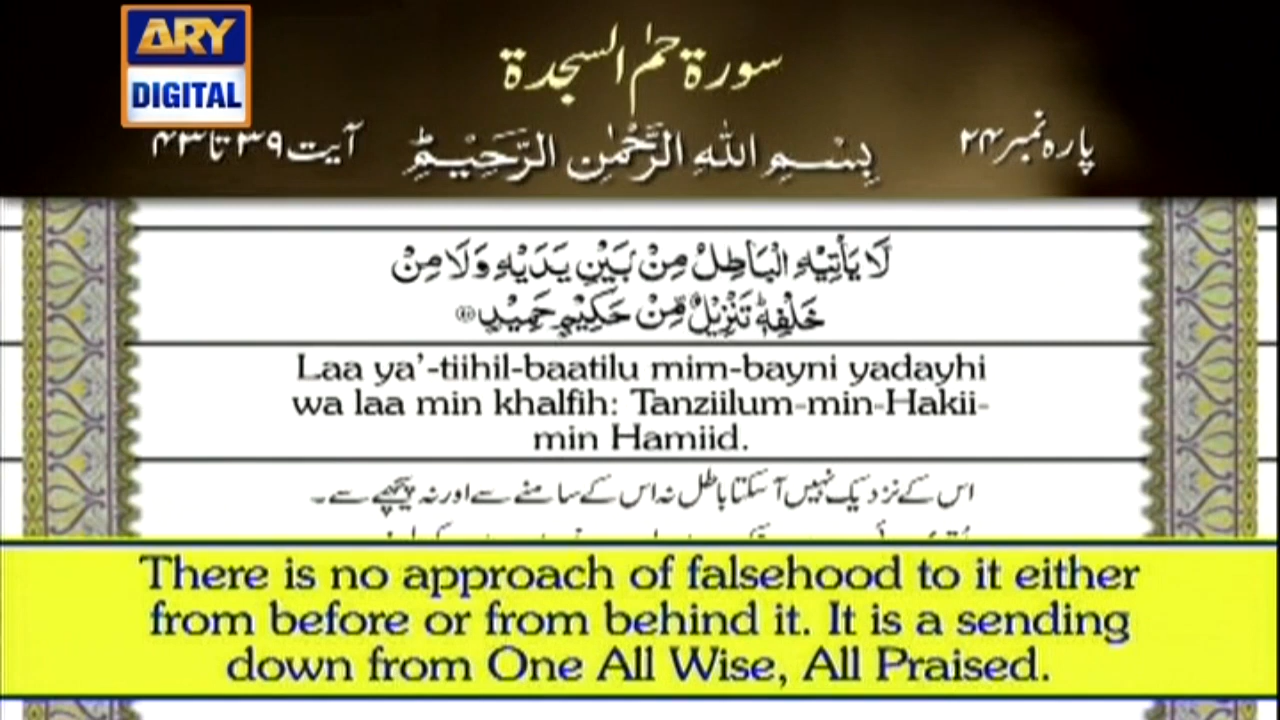 ARY
DIGITAL
سورة حٰمٓ السجدة
پارہ نمبر ۲۴
بِسْمِ اللهِ الرَّحْمٰنِ الرَّحِيْمِ
آیت ۳۹ تا ۴۳
لَا يَأْتِيْهِ الْبَاطِلُ مِنْۢ بَيْنِ يَدَيْهِ وَلَا مِنْ
خَلْفِهٖ ؕ تَنْزِيْلٌ مِّنْ حَكِيْمٍ حَمِيْدٍ
Laa ya’-tiihil-baatilu mim-bayni yadayhi
wa laa min khalfih: Tanziilum-min-Hakii-
min Hamiid.
اس کے نزدیک نہیں آسکتا باطل نہ اس کے سامنے سے اور نہ پیچھے سے۔
There is no approach of falsehood to it either
from before or from behind it. It is a sending
down from One All Wise, All Praised.